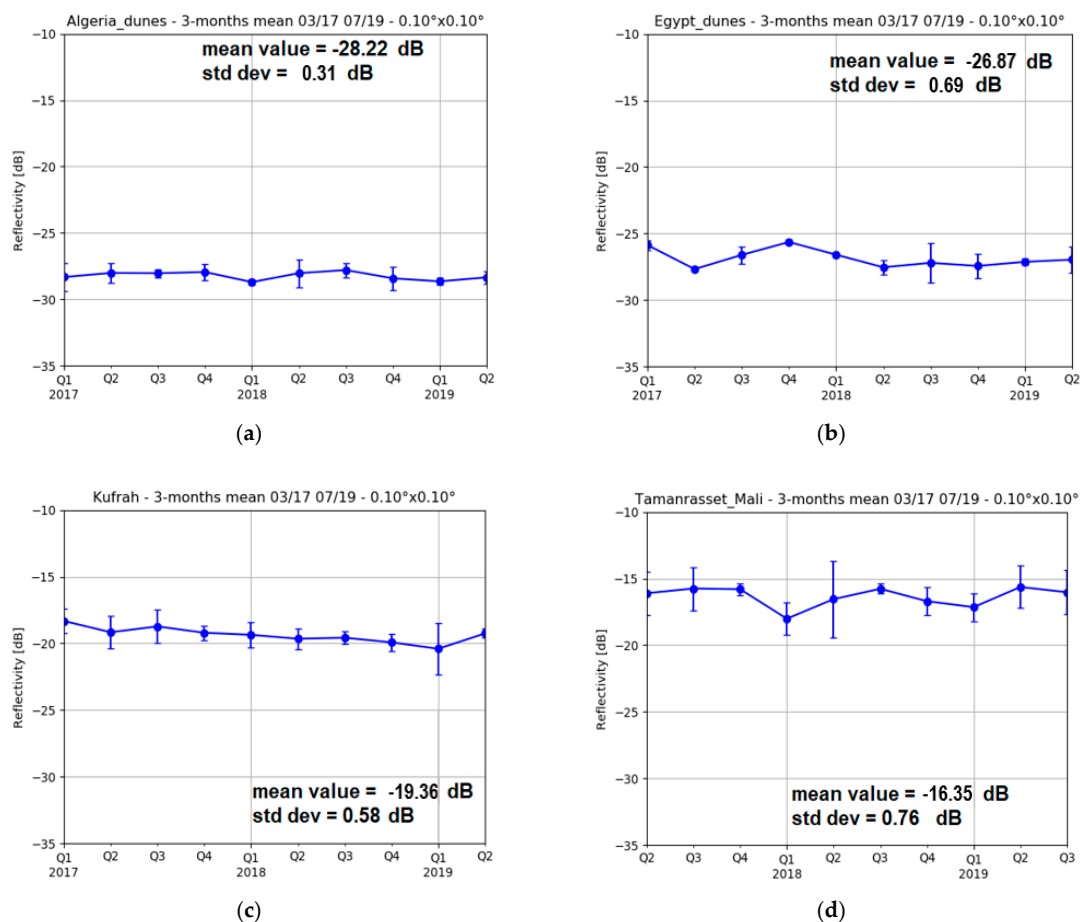 Algeria_dunes - 3-months mean 03/17 07/19 - 0.10°x0.10°
mean value = -28.22 dB
std dev = 0.31 dB
Reflectivity [dB]
−10
−15
−20
−25
−30
−35
Q1 Q2 Q3 Q4 Q1 Q2 Q3 Q4 Q1 Q2
2017 2018 2019
(a)
Egypt_dunes - 3-months mean 03/17 07/19 - 0.10°x0.10°
mean value = -26.87 dB
std dev = 0.69 dB
Reflectivity [dB]
−10
−15
−20
−25
−30
−35
Q1 Q2 Q3 Q4 Q1 Q2 Q3 Q4 Q1 Q2
2017 2018 2019
(b)
Kufrah - 3-months mean 03/17 07/19 - 0.10°x0.10°
Reflectivity [dB]
−10
−15
−20
−25
−30
−35
mean value = -19.36 dB
std dev = 0.58 dB
Q1 Q2 Q3 Q4 Q1 Q2 Q3 Q4 Q1 Q2
2017 2018 2019
(c)
Tamanrasset_Mali - 3-months mean 03/17 07/19 - 0.10°x0.10°
Reflectivity [dB]
−10
−15
−20
−25
−30
−35
mean value = -16.35 dB
std dev = 0.76 dB
Q2 Q3 Q4 Q1 Q2 Q3 Q4 Q1 Q2 Q3
2018 2019
(d)